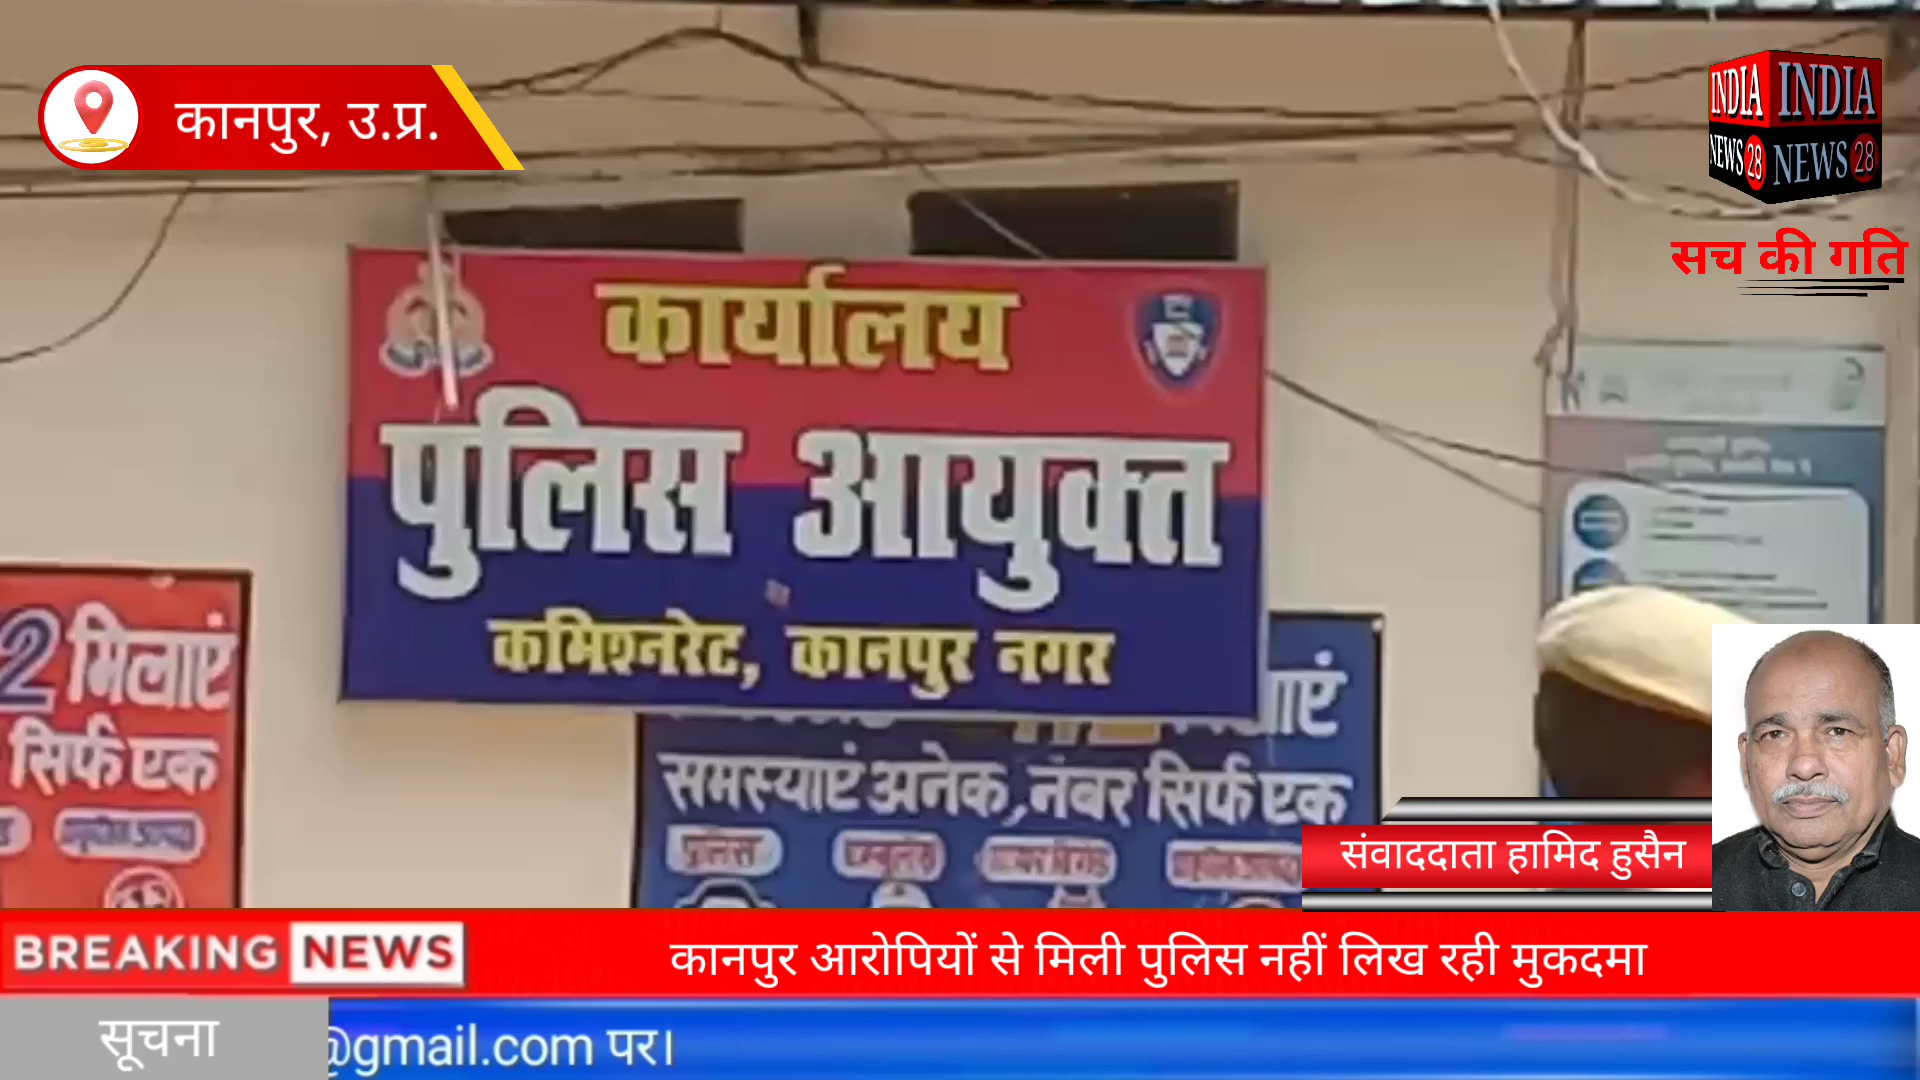 कानपुर, उ.प्र.
INDIA INDIA
NEWS 28 NEWS 28
सच की गति
कार्यालय
पुलिस आयुक्त
कमिश्नरेट, कानपुर नगर
2 मिलाएं
सिर्फ एक
समस्याएं अनेक, नंबर सिर्फ एक
पुलिस एम्बुलेंस
संवाददाता हामिद हुसैन
BREAKING NEWS
कानपुर आरोपियों से मिली पुलिस नहीं लिख रही मुकदमा
सूचना
@gmail.com पर।